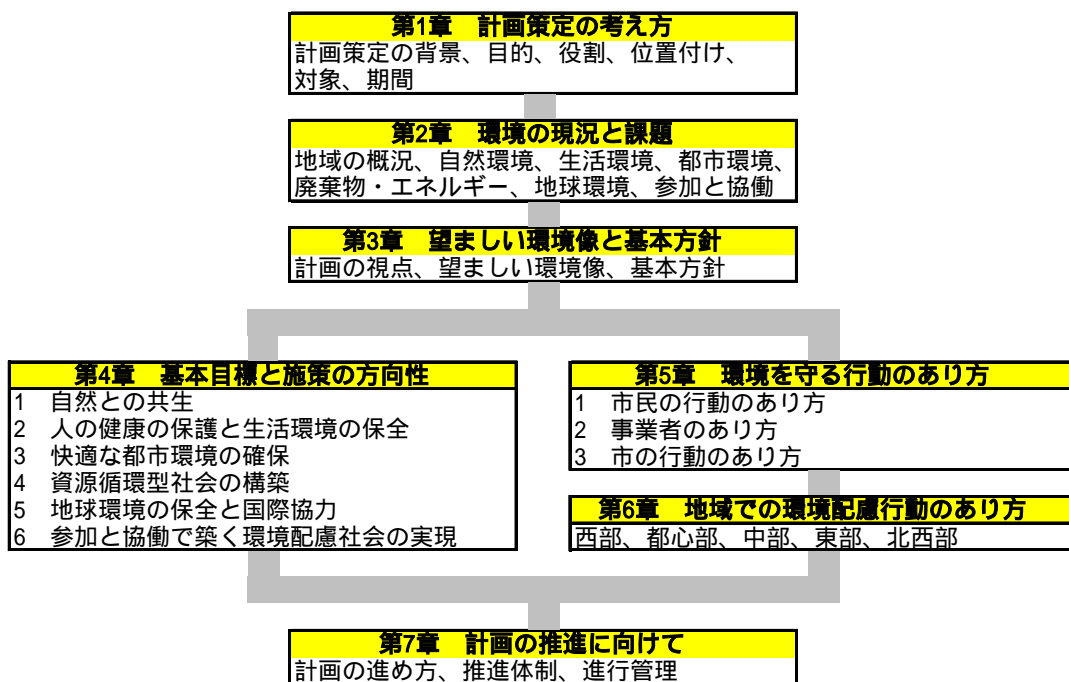 第1章　計画策定の考え方
計画策定の背景、目的、役割、位置付け、
対象、期間
第2章　環境の現況と課題
地域の概況、自然環境、生活環境、都市環境、
廃棄物・エネルギー、地球環境、参加と協働
第3章　望ましい環境像と基本方針
計画の視点、望ましい環境像、基本方針
第4章　基本目標と施策の方向性
1　自然との共生
2　人の健康の保護と生活環境の保全
3　快適な都市環境の確保
4　資源循環型社会の構築
5　地球環境の保全と国際協力
6　参加と協働で築く環境配慮社会の実現
第5章　環境を守る行動のあり方
1　市民の行動のあり方
2　事業者のあり方
3　市の行動のあり方
第6章　地域での環境配慮行動のあり方
西部、都心部、中部、東部、北西部
第7章　計画の推進に向けて
計画の進め方、推進体制、進行管理